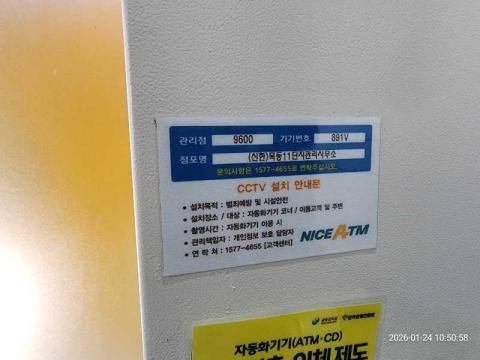 관리점 9600 기기번호 891V
점포명 (신한)목동11단지관리사무소
문의사항은 1577-4655로 연락주십시오
CCTV 설치 안내문
• 설치목적 : 범죄예방 및 시설안전
• 설치장소 / 대상 : 자동화기기 코너 / 이용고객 및 주변
• 촬영시간 : 자동화기기 이용 시
• 관리책임자 : 개인정보 보호 담당자
• 연 락 처 : 1577-4655 [고객센터]
NICE ATM
자동화기기(ATM·CD)
제도
2026-01-24 10:50:58